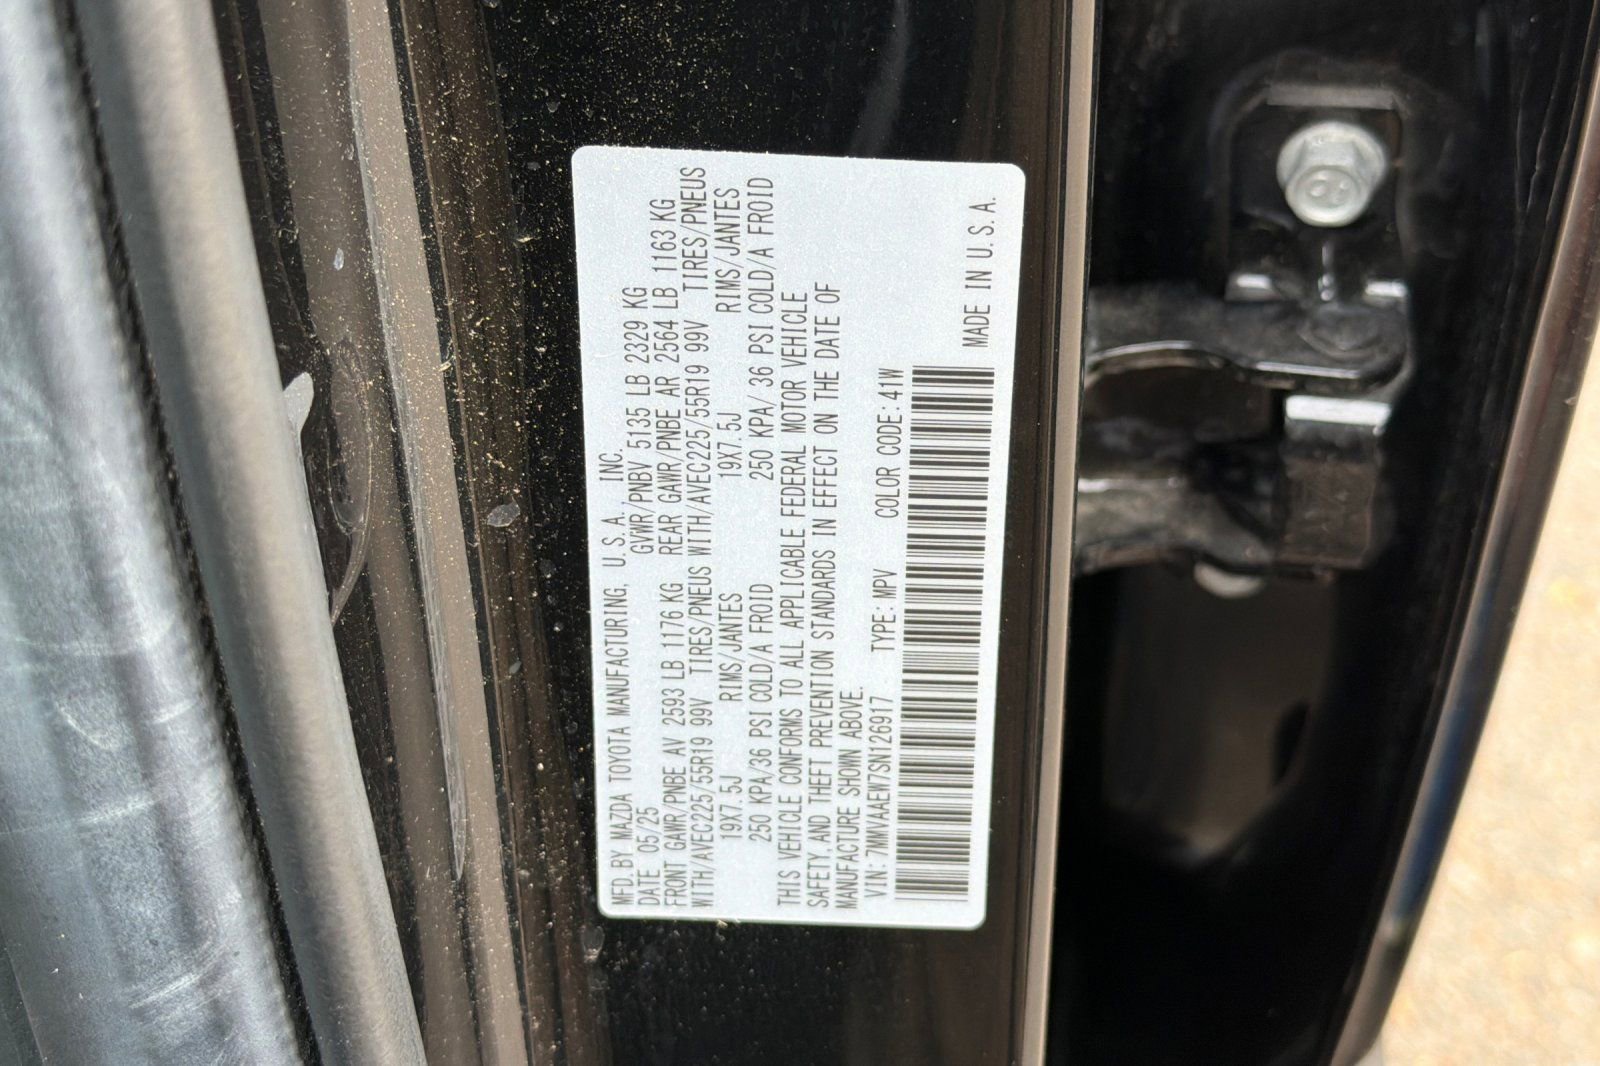 MFD. BY MAZDA TOYOTA MANUFACTURING, U.S.A. INC.
DATE 05/25 GVWR/PNBV 5135 LB 2329 KG
FRONT GAWR/PNBE AV 2593 LB 1176 KG REAR GAWR/PNBE AR 2564 LB 1163 KG
WITH/AVEC225/55R19 99V TIRES/PNEUS WITH/AVEC225/55R19 99V TIRES/PNEUS
19X7.5J RIMS/JANTES 19X7.5J RIMS/JANTES
250 KPA/36 PSI COLD/A FROID 250 KPA/36 PSI COLD/A FROID
THIS VEHICLE CONFORMS TO ALL APPLICABLE FEDERAL MOTOR VEHICLE
SAFETY,AND THEFT PREVENTION STANDARDS IN EFFECT ON THE DATE OF
MANUFACTURE SHOWN ABOVE.
VIN:7MMVAAEW7SN126917 TYPE:MPV COLOR CODE:41W
MADE IN U.S.A.